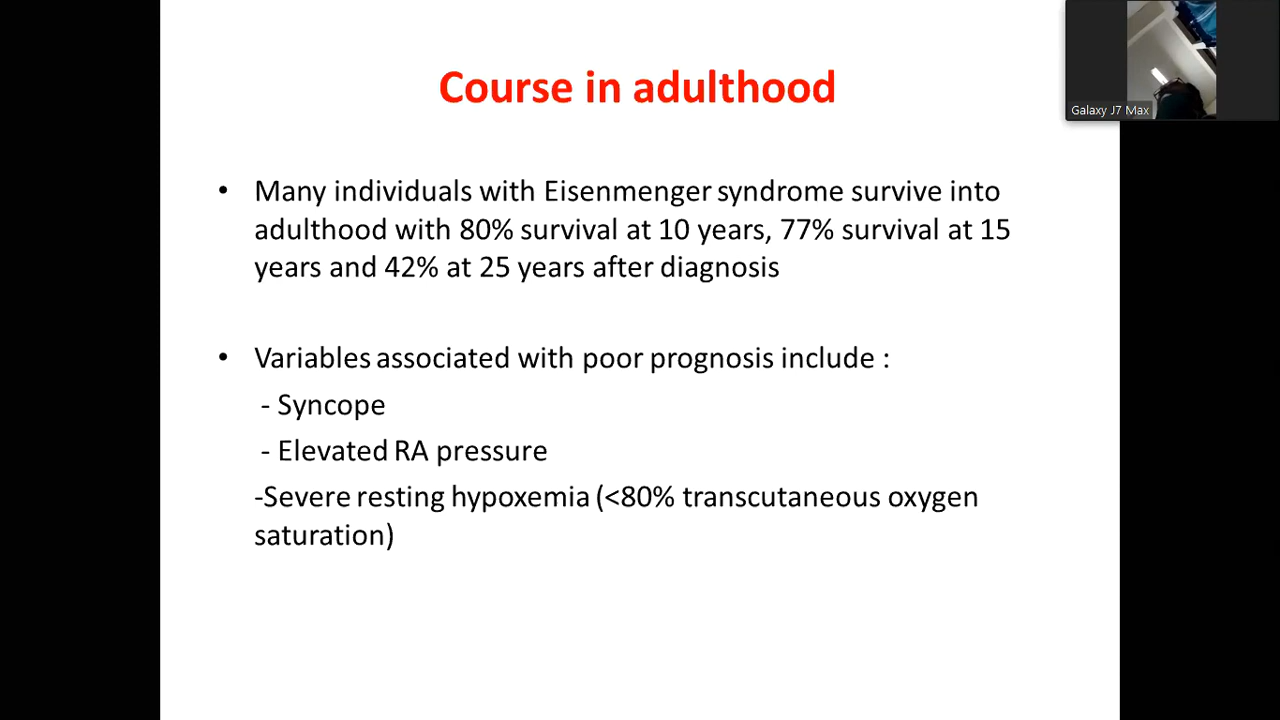 Course in adulthood
Galaxy J7 Max
• Many individuals with Eisenmenger syndrome survive into
adulthood with 80% survival at 10 years, 77% survival at 15
years and 42% at 25 years after diagnosis
• Variables associated with poor prognosis include :
- Syncope
- Elevated RA pressure
-Severe resting hypoxemia (<80% transcutaneous oxygen
saturation)